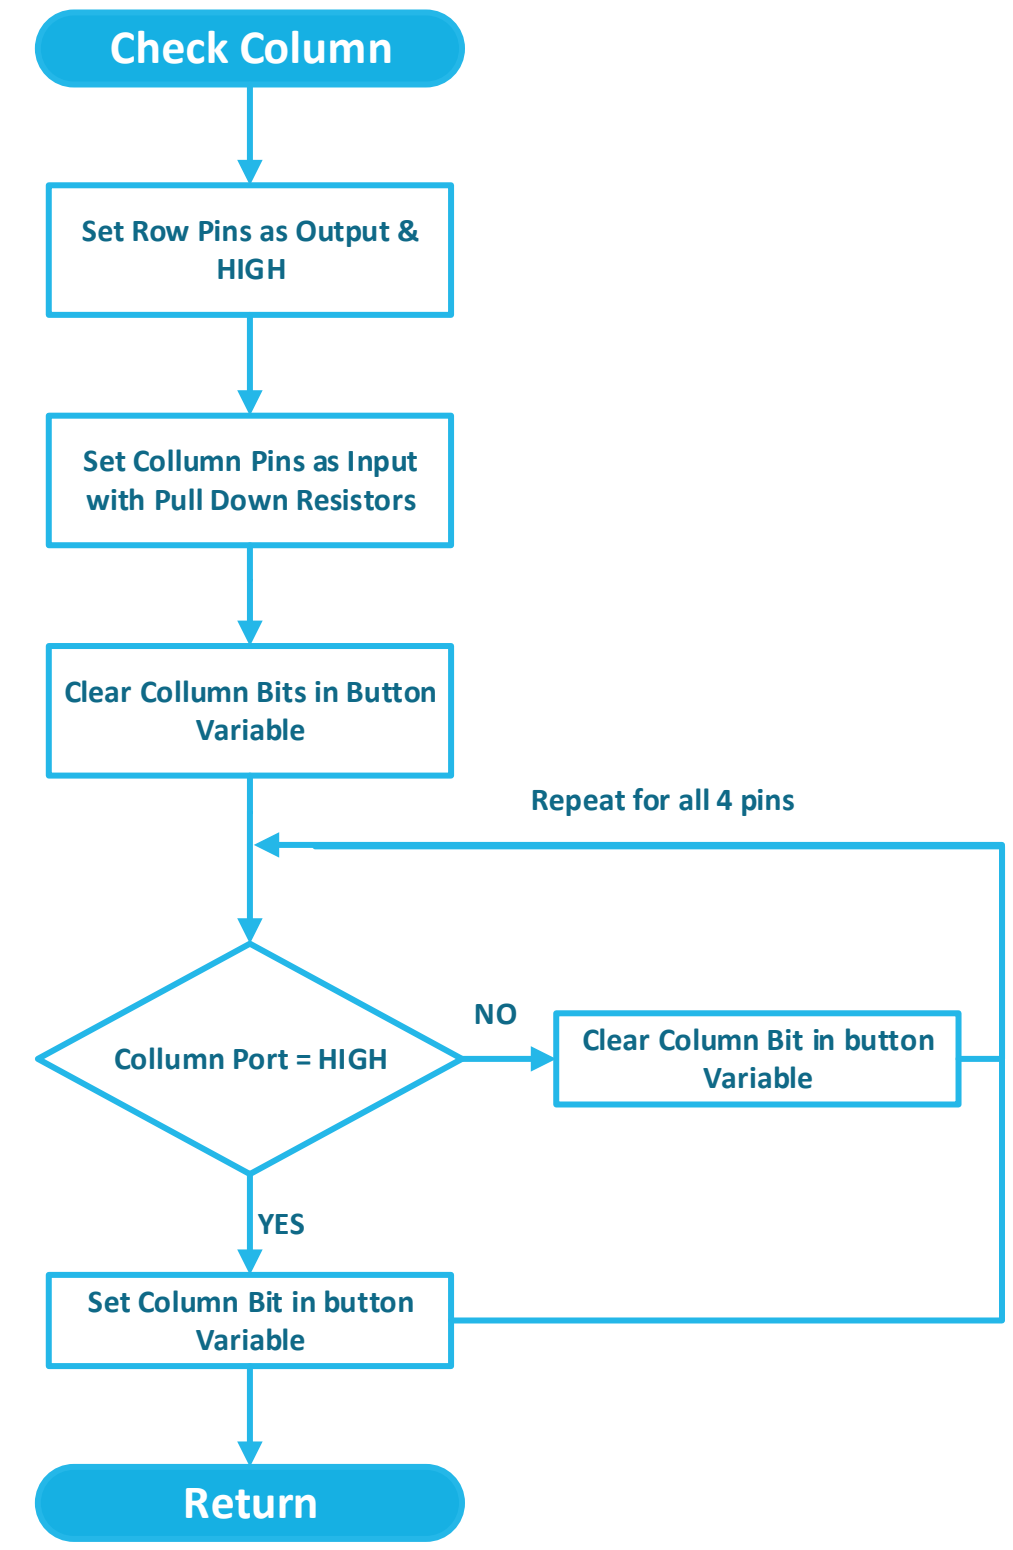 Check Column
Set Row Pins as Output &
HIGH
Set Collumn Pins as Input
with Pull Down Resistors
Clear Collumn Bits in Button
Variable
Repeat for all 4 pins
Collumn Port = HIGH
NO
Clear Column Bit in button
Variable
YES
Set Column Bit in button
Variable
Return